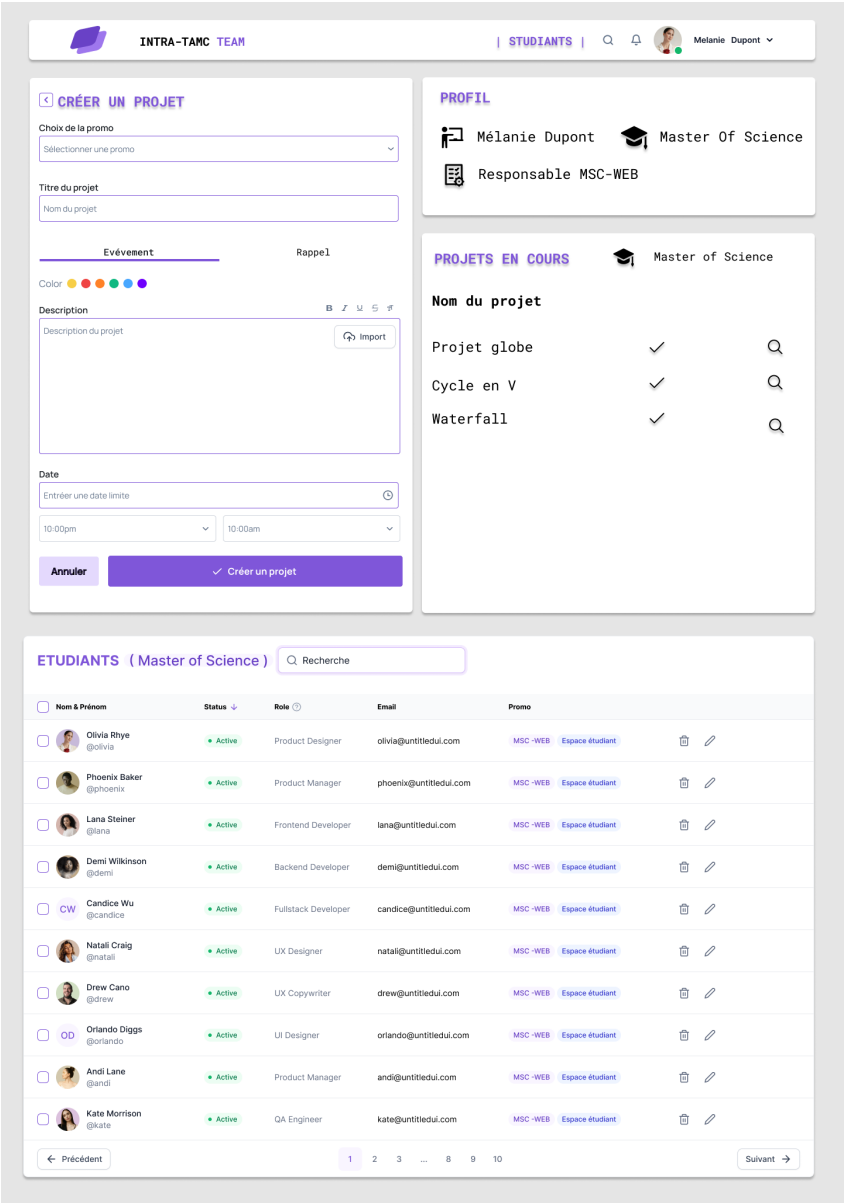 INTRA-TAMC TEAM
| STUDIANTS |
Melanie Dupont
CRÉER UN PROJET
Choix de la promo
Sélectionner une promo
Titre du projet
Nom du projet
Evévement Rappel
Color
Description B I U S
Description du projet
Import
Date
Entréer une date limite
10:00pm 10:00am
Annuler Créer un projet
PROFIL
Mélanie Dupont Master Of Science
Responsable MSC-WEB
PROJETS EN COURS Master of Science
Nom du projet
Projet globe
Cycle en V
Waterfall
ETUDIANTS ( Master of Science ) Recherche
Nom & Prénom Status Role ? Email Promo
Olivia Rhye
@olivia
Active Product Designer olivia@untitledui.com MSC -WEB Espace étudiant
Phoenix Baker
@phoenix
Active Product Manager phoenix@untitledui.com MSC -WEB Espace étudiant
Lana Steiner
@lana
Active Frontend Developer lana@untitledui.com MSC -WEB Espace étudiant
Demi Wilkinson
@demi
Active Backend Developer demi@untitledui.com MSC -WEB Espace étudiant
CW Candice Wu
@candice
Active Fullstack Developer candice@untitledui.com MSC -WEB Espace étudiant
Natali Craig
@natali
Active UX Designer natali@untitledui.com MSC -WEB Espace étudiant
Drew Cano
@drew
Active UX Copywriter drew@untitledui.com MSC -WEB Espace étudiant
OD Orlando Diggs
@orlando
Active UI Designer orlando@untitledui.com MSC -WEB Espace étudiant
Andi Lane
@andi
Active Product Manager andi@untitledui.com MSC -WEB Espace étudiant
Kate Morrison
@kate
Active QA Engineer kate@untitledui.com MSC -WEB Espace étudiant
Précédent 1 2 3 ... 8 9 10 Suivant